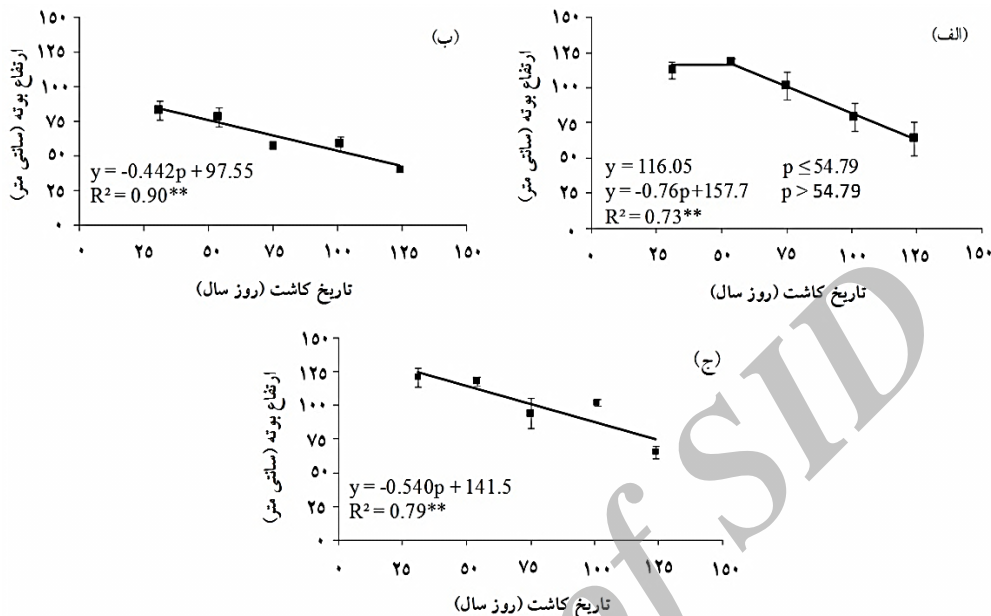 (الف)
ارتفاع بوته (سانتی متر)
۱۵۰
۱۲۵
۱۰۰
۷۵
۵۰
۲۵
۰
y = 116.05 p ≤ 54.79
y = -0.76p+157.7 p > 54.79
R² = 0.73**
۰ ۲۵ ۵۰ ۷۵ ۱۰۰ ۱۲۵ ۱۵۰
تاریخ کاشت (روز سال)
(ب)
ارتفاع بوته (سانتی متر)
۱۵۰
۱۲۵
۱۰۰
۷۵
۵۰
۲۵
۰
y = -0.442p + 97.55
R² = 0.90**
۰ ۲۵ ۵۰ ۷۵ ۱۰۰ ۱۲۵ ۱۵۰
تاریخ کاشت (روز سال)
(ج)
ارتفاع بوته (سانتی متر)
۱۵۰
۱۲۵
۱۰۰
۷۵
۵۰
۲۵
۰
y = -0.540p + 141.5
R² = 0.79**
۰ ۲۵ ۵۰ ۷۵ ۱۰۰ ۱۲۵ ۱۵۰
تاریخ کاشت (روز سال)
of SID